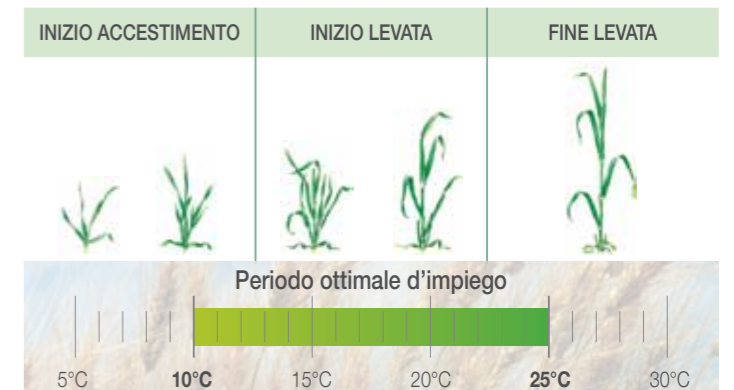 INIZIO ACCESTIMENTO INIZIO LEVATA FINE LEVATA
Periodo ottimale d’impiego
5°C 10°C 15°C 20°C 25°C 30°C